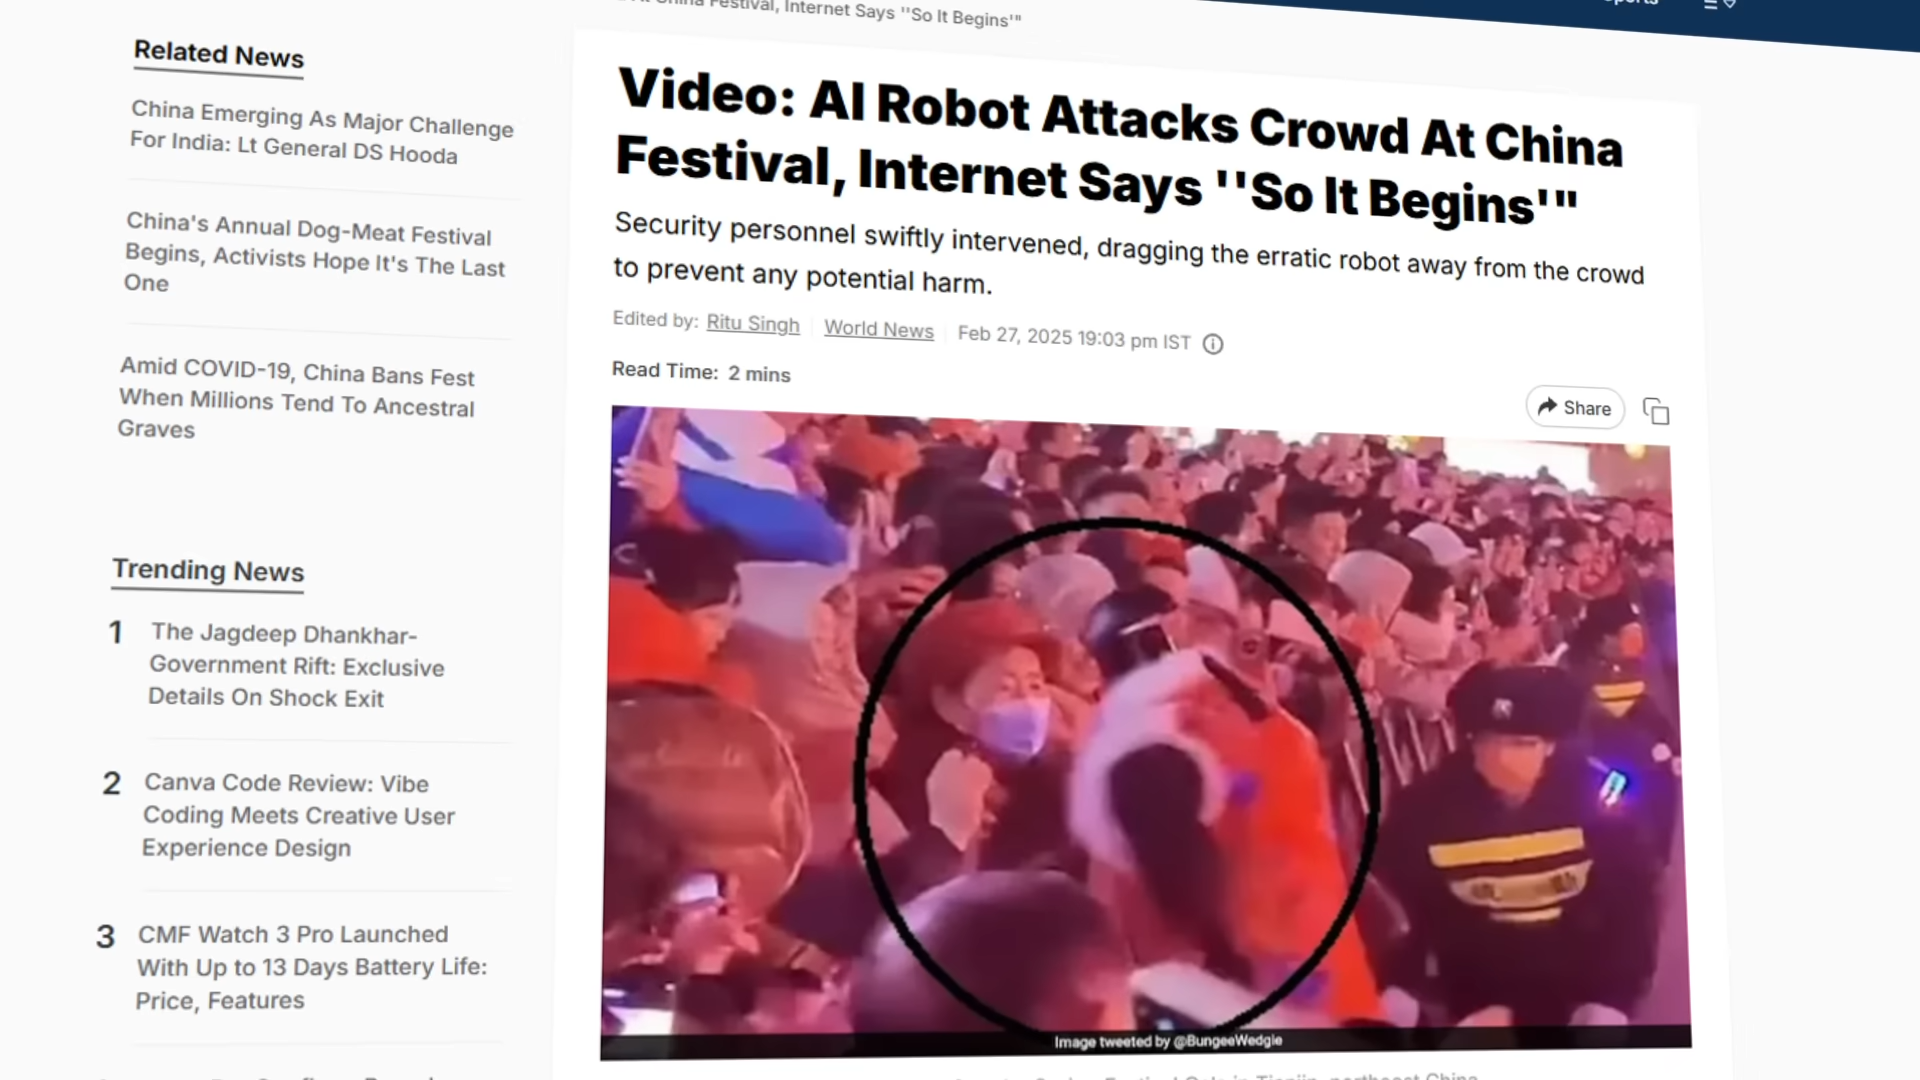 Festival, Internet Says ''So It Begins'"
Related News
China Emerging As Major Challenge
For India: Lt General DS Hooda
China's Annual Dog-Meat Festival
Begins, Activists Hope It's The Last
One
Amid COVID-19, China Bans Fest
When Millions Tend To Ancestral
Graves
Trending News
1 The Jagdeep Dhankhar-
Government Rift: Exclusive
Details On Shock Exit
2 Canva Code Review: Vibe
Coding Meets Creative User
Experience Design
3 CMF Watch 3 Pro Launched
With Up to 13 Days Battery Life:
Price, Features
Video: AI Robot Attacks Crowd At China
Festival, Internet Says ''So It Begins'"
Security personnel swiftly intervened, dragging the erratic robot away from the crowd
to prevent any potential harm.
Edited by: Ritu Singh World News Feb 27, 2025 19:03 pm IST
Read Time: 2 mins
Share
Image tweeted by @BungeeWedgie